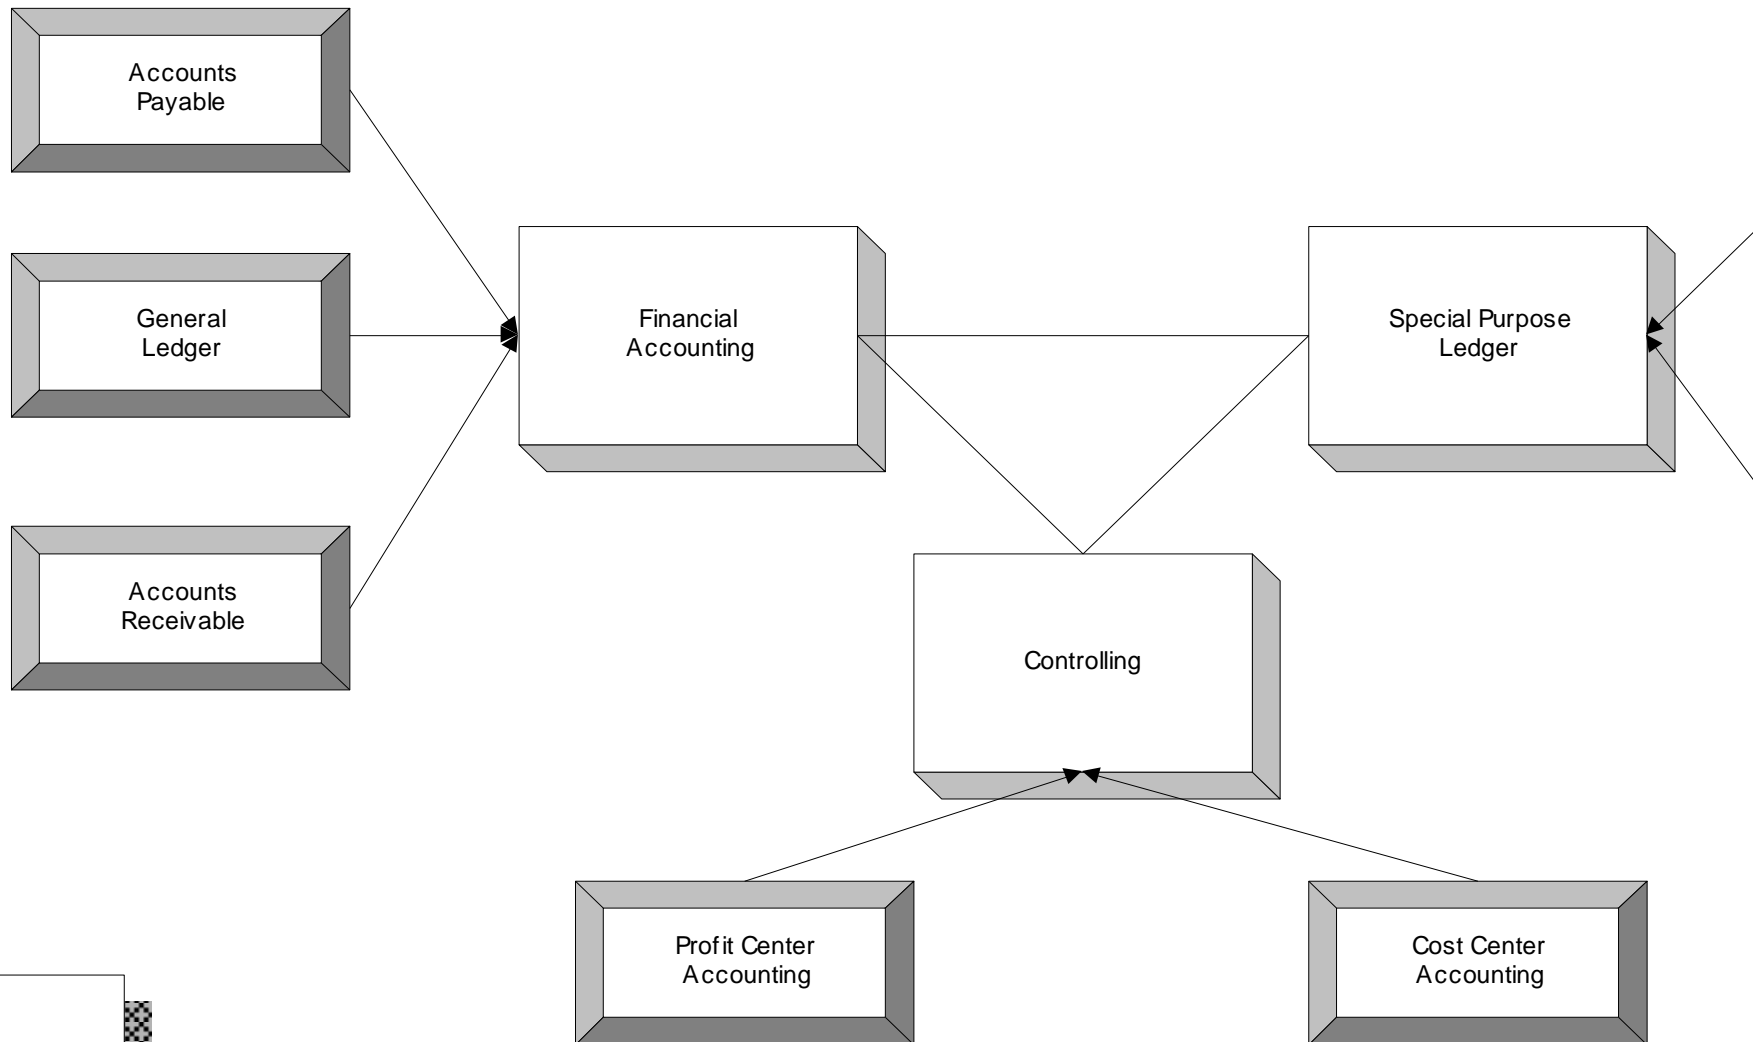 Accounts
Payable
General
Ledger
Financial
Accounting
Special Purpose
Ledger
Accounts
Receivable
Controlling
Profit Center
Accounting
Cost Center
Accounting